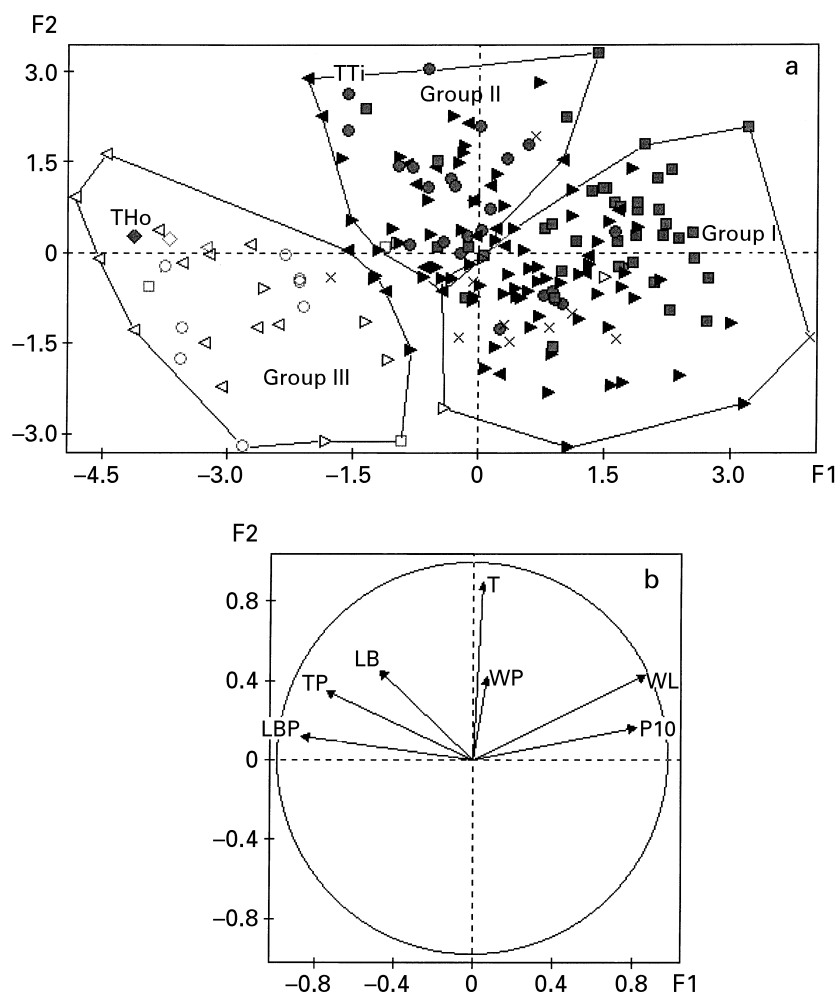 F2
a
3.0
TTi
Group II
1.5
THo
Group I
0
−1.5
Group III
−3.0
−4.5 −3.0 −1.5 0 1.5 3.0 F1
F2
b
0.8
T
LB
WP
0.4
TP
WL
LBP
P10
0
−0.4
−0.8
−0.8 −0.4 0 0.4 0.8 F1